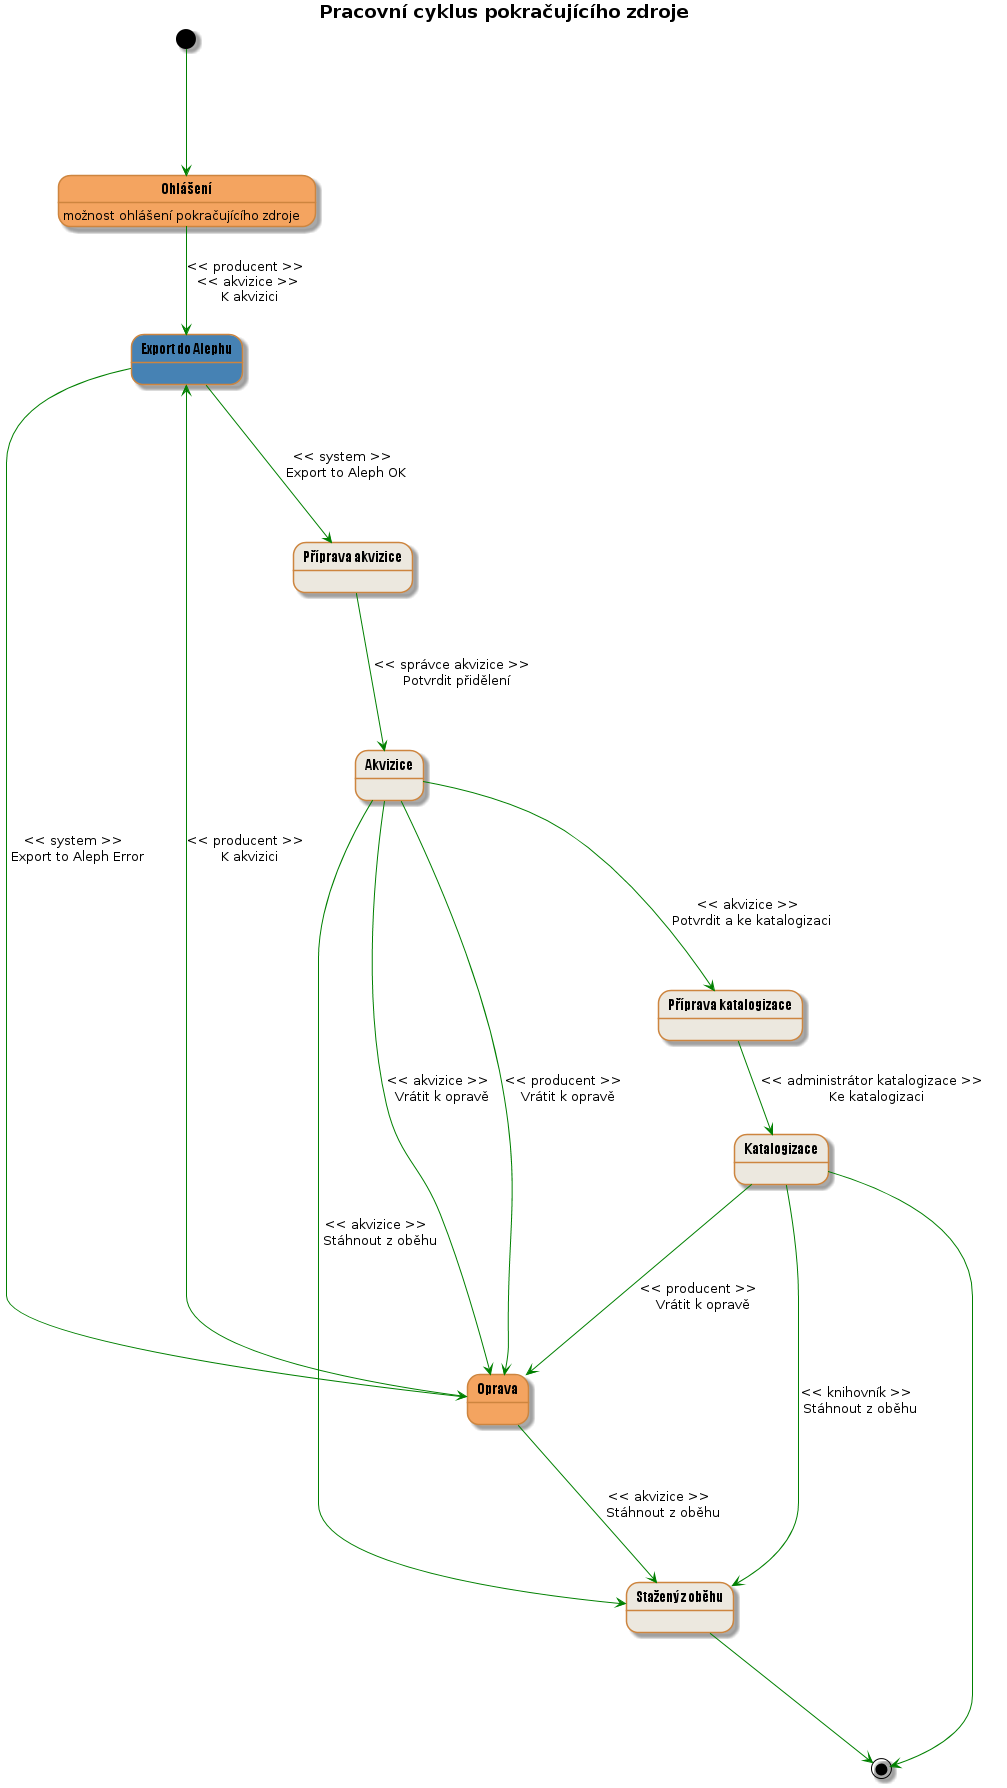 Pracovní cyklus pokračujícího zdroje
Ohlášení
možnost ohlášení pokračujícího zdroje
<< producent >>
<< akvizice >>
K akvizici
Export do Alephu
<< system >>
Export to Aleph OK
Příprava akvizice
<< správce akvizice >>
Potvrdit přidělení
Akvizice
<< system >>
Export to Aleph Error
<< producent >>
K akvizici
<< akvizice >>
Potvrdit a ke katalogizaci
Příprava katalogizace
<< akvizice >>
Vrátit k opravě
<< producent >>
Vrátit k opravě
<< administrátor katalogizace >>
Ke katalogizaci
Katalogizace
<< akvizice >>
Stáhnout z oběhu
<< producent >>
Vrátit k opravě
Oprava
<< knihovník >>
Stáhnout z oběhu
<< akvizice >>
Stáhnout z oběhu
Stažený z oběhu